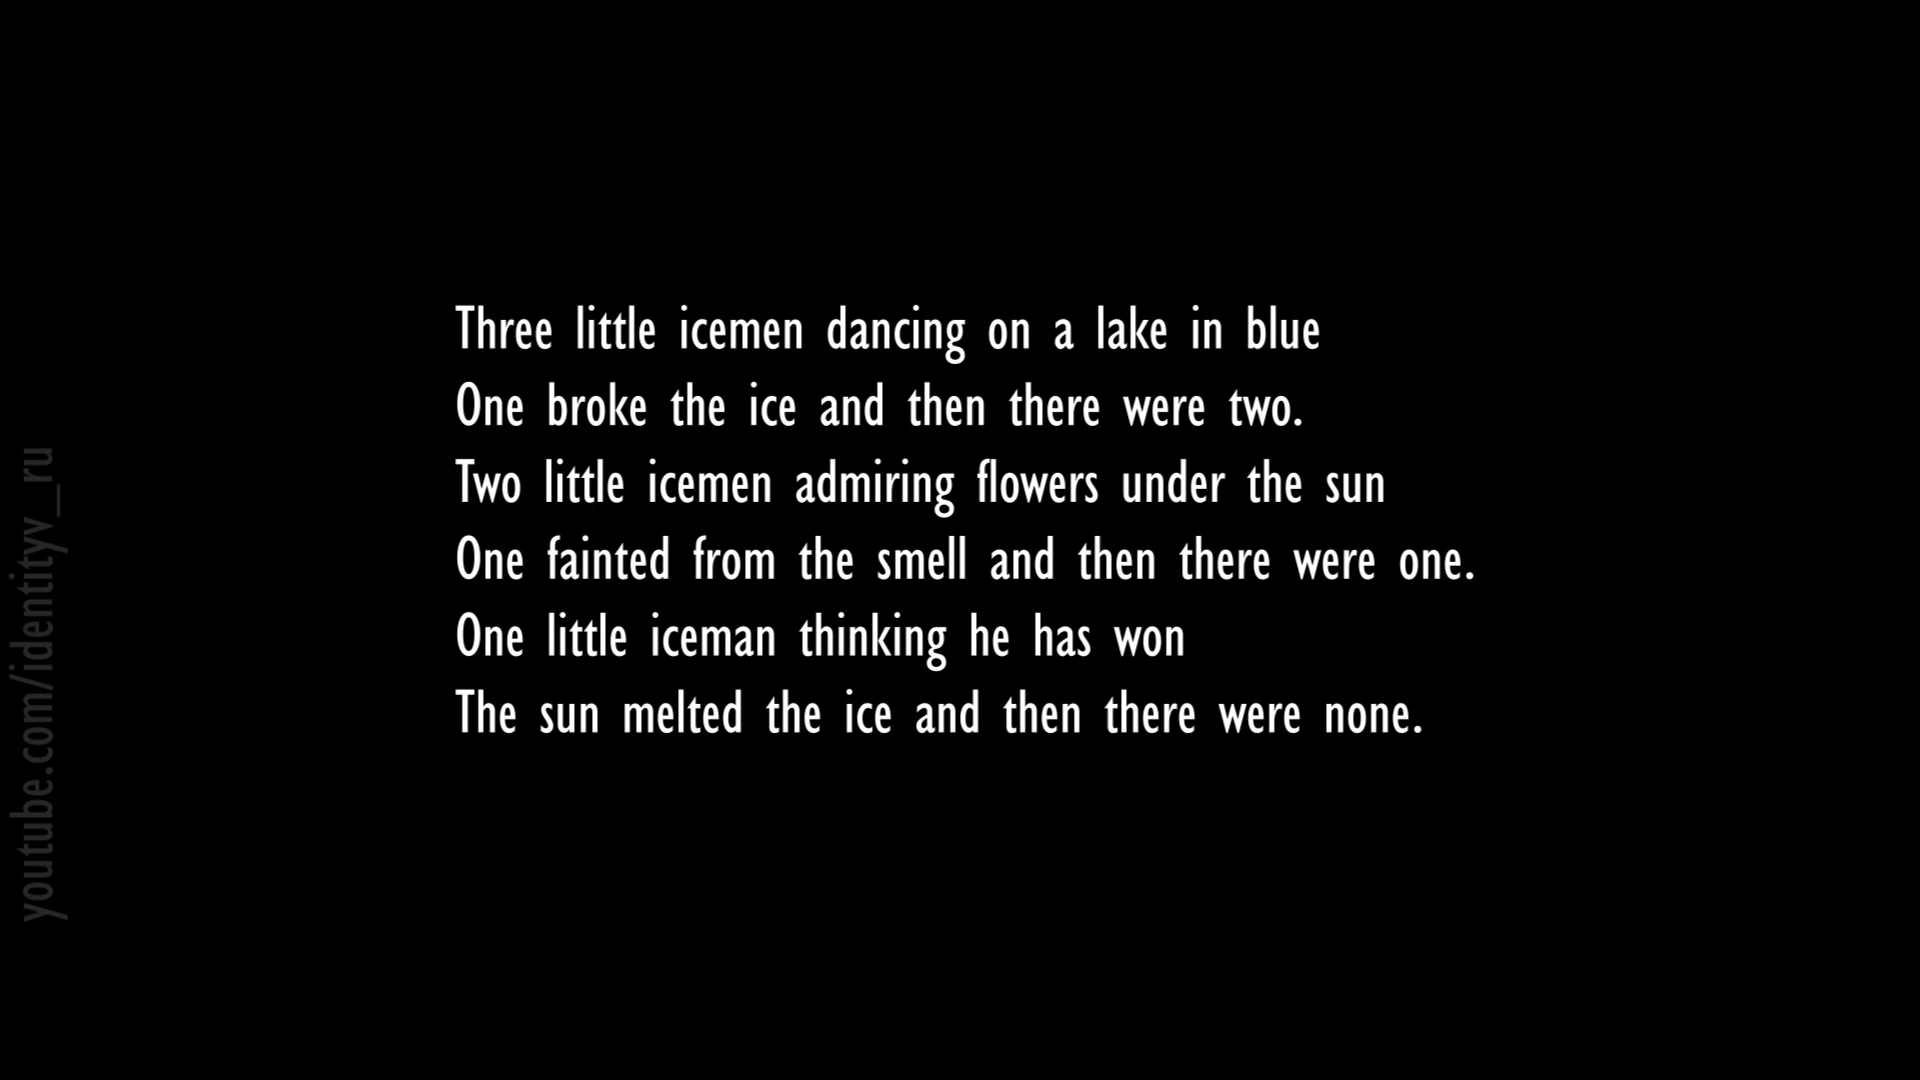 Three little icemen dancing on a lake in blue
One broke the ice and then there were two.
Two little icemen admiring flowers under the sun
One fainted from the smell and then there were one.
One little iceman thinking he has won
The sun melted the ice and then there were none.
youtube.com/identityv_ru